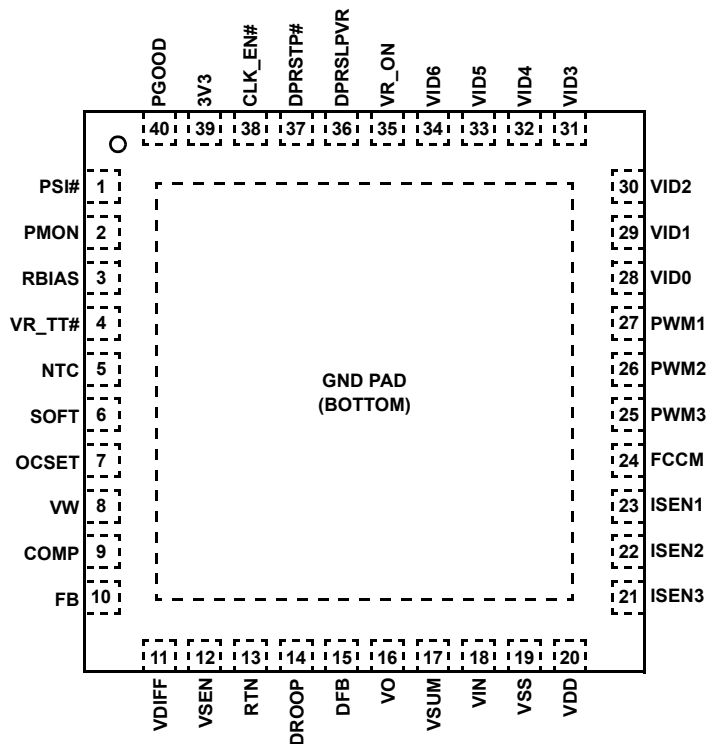 PGOOD
3V3
CLK_EN#
DPRSTP#
DPRSLPVR
VR_ON
VID6
VID5
VID4
VID3
40 39 38 37 36 35 34 33 32 31
PSI# 1
30 VID2
PMON 2
29 VID1
RBIAS 3
28 VID0
VR_TT# 4
27 PWM1
NTC 5
26 PWM2
SOFT 6
25 PWM3
OCSET 7
24 FCCM
VW 8
23 ISEN1
COMP 9
22 ISEN2
FB 10
21 ISEN3
GND PAD
(BOTTOM)
11 12 13 14 15 16 17 18 19 20
VDIFF
VSEN
RTN
DROOP
DFB
VO
VSUM
VIN
VSS
VDD